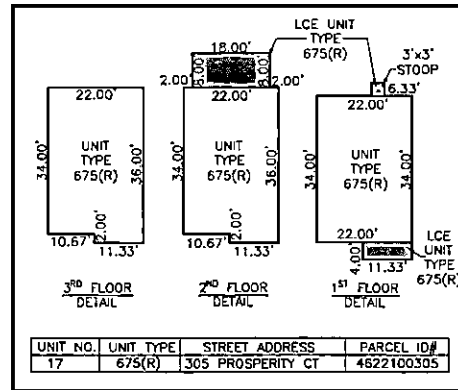 18.00'
LCE UNIT
TYPE
675(R)
3'x3'
STOOP
2.00'
8.00'
8.00'
2.00'
6.33'
22.00'
22.00'
22.00'
34.00'
UNIT
TYPE
675(R)
36.00'
34.00'
UNIT
TYPE
675(R)
36.00'
34.00'
UNIT
TYPE
675(R)
34.00'
10.67'
2.00'
11.33'
10.67'
2.00'
11.33'
22.00'
4.00'
11.33'
LCE
UNIT
TYPE
675(R)
3RD FLOOR
DETAIL
2ND FLOOR
DETAIL
1ST FLOOR
DETAIL
UNIT NO. UNIT TYPE STREET ADDRESS PARCEL ID#
17 675(R) 305 PROSPERITY CT 4622100305